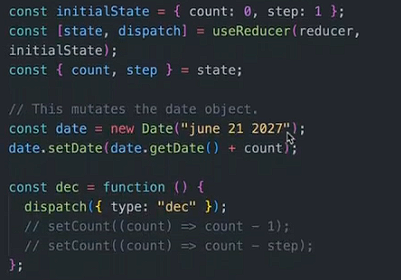 const initialState = { count: 0, step: 1 };
const [state, dispatch] = useReducer(reducer,
initialState);
const { count, step } = state;
// This mutates the date object.
const date = new Date("june 21 2027");
date.setDate(date.getDate() + count);
const dec = function () {
dispatch({ type: "dec" });
// setCount((count) => count - 1);
// setCount((count) => count - step);
};